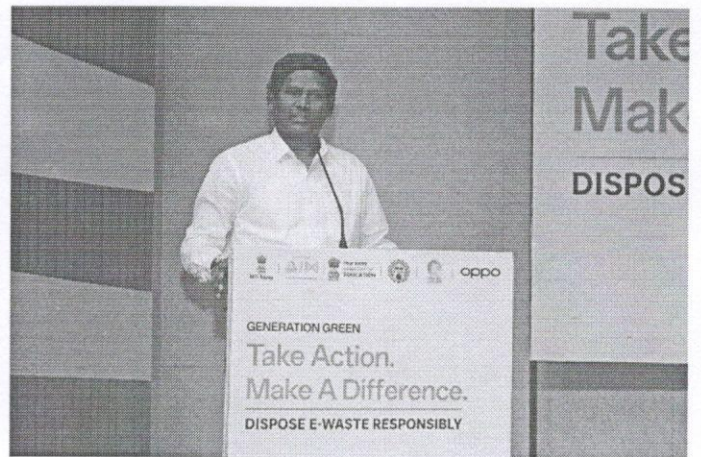 Take
Mak
DISPOS
oppo
GENERATION GREEN
Take Action.
Make A Difference.
DISPOSE E-WASTE RESPONSIBLY